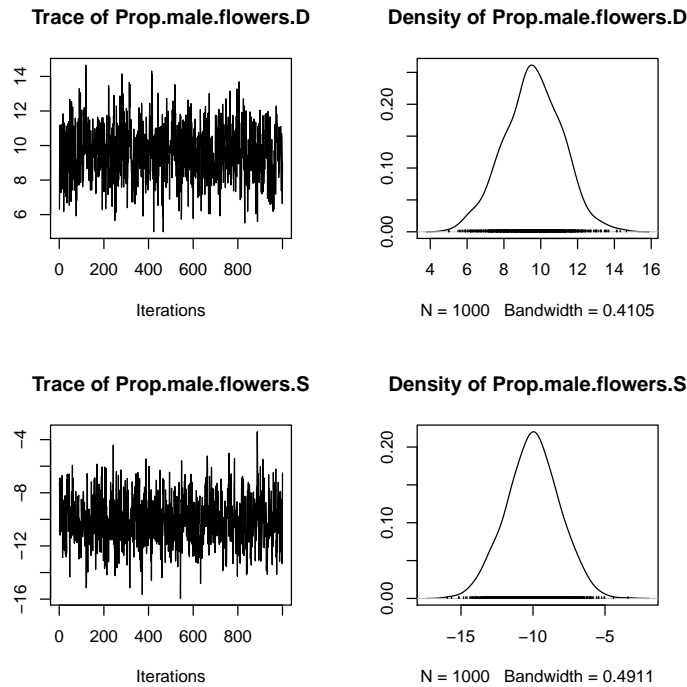 Trace of Prop.male.flowers.D
6 8 10 12 14
0 200 400 600 800
Iterations
Density of Prop.male.flowers.D
0.00 0.10 0.20
4 6 8 10 12 14 16
N = 1000 Bandwidth = 0.4105
Trace of Prop.male.flowers.S
−16 −12 −8 −4
0 200 400 600 800
Iterations
Density of Prop.male.flowers.S
0.00 0.10 0.20
−15 −10 −5
N = 1000 Bandwidth = 0.4911